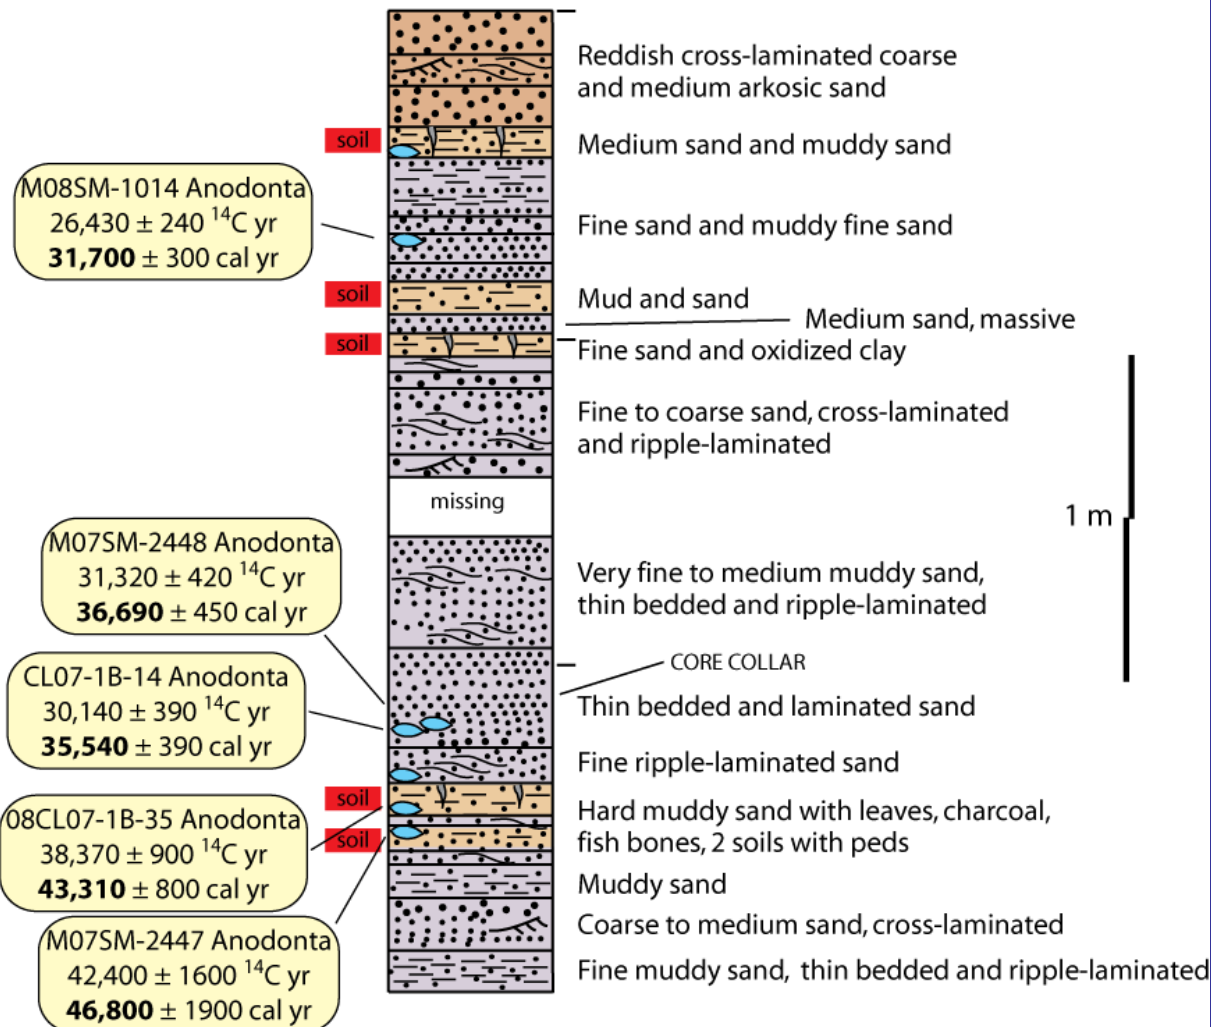 Reddish cross-laminated coarse
and medium arkosic sand
soil
Medium sand and muddy sand
M08SM-1014 Anodonta
26,430 ± 240 ¹⁴C yr
31,700 ± 300 cal yr
Fine sand and muddy fine sand
soil
Mud and sand
Medium sand, massive
soil
Fine sand and oxidized clay
Fine to coarse sand, cross-laminated
and ripple-laminated
missing
1 m
M07SM-2448 Anodonta
31,320 ± 420 ¹⁴C yr
36,690 ± 450 cal yr
Very fine to medium muddy sand,
thin bedded and ripple-laminated
CORE COLLAR
CL07-1B-14 Anodonta
30,140 ± 390 ¹⁴C yr
35,540 ± 390 cal yr
Thin bedded and laminated sand
Fine ripple-laminated sand
soil
08CL07-1B-35 Anodonta
38,370 ± 900 ¹⁴C yr
43,310 ± 800 cal yr
Hard muddy sand with leaves, charcoal,
fish bones, 2 soils with peds
soil
Muddy sand
Coarse to medium sand, cross-laminated
M07SM-2447 Anodonta
42,400 ± 1600 ¹⁴C yr
46,800 ± 1900 cal yr
Fine muddy sand, thin bedded and ripple-laminated